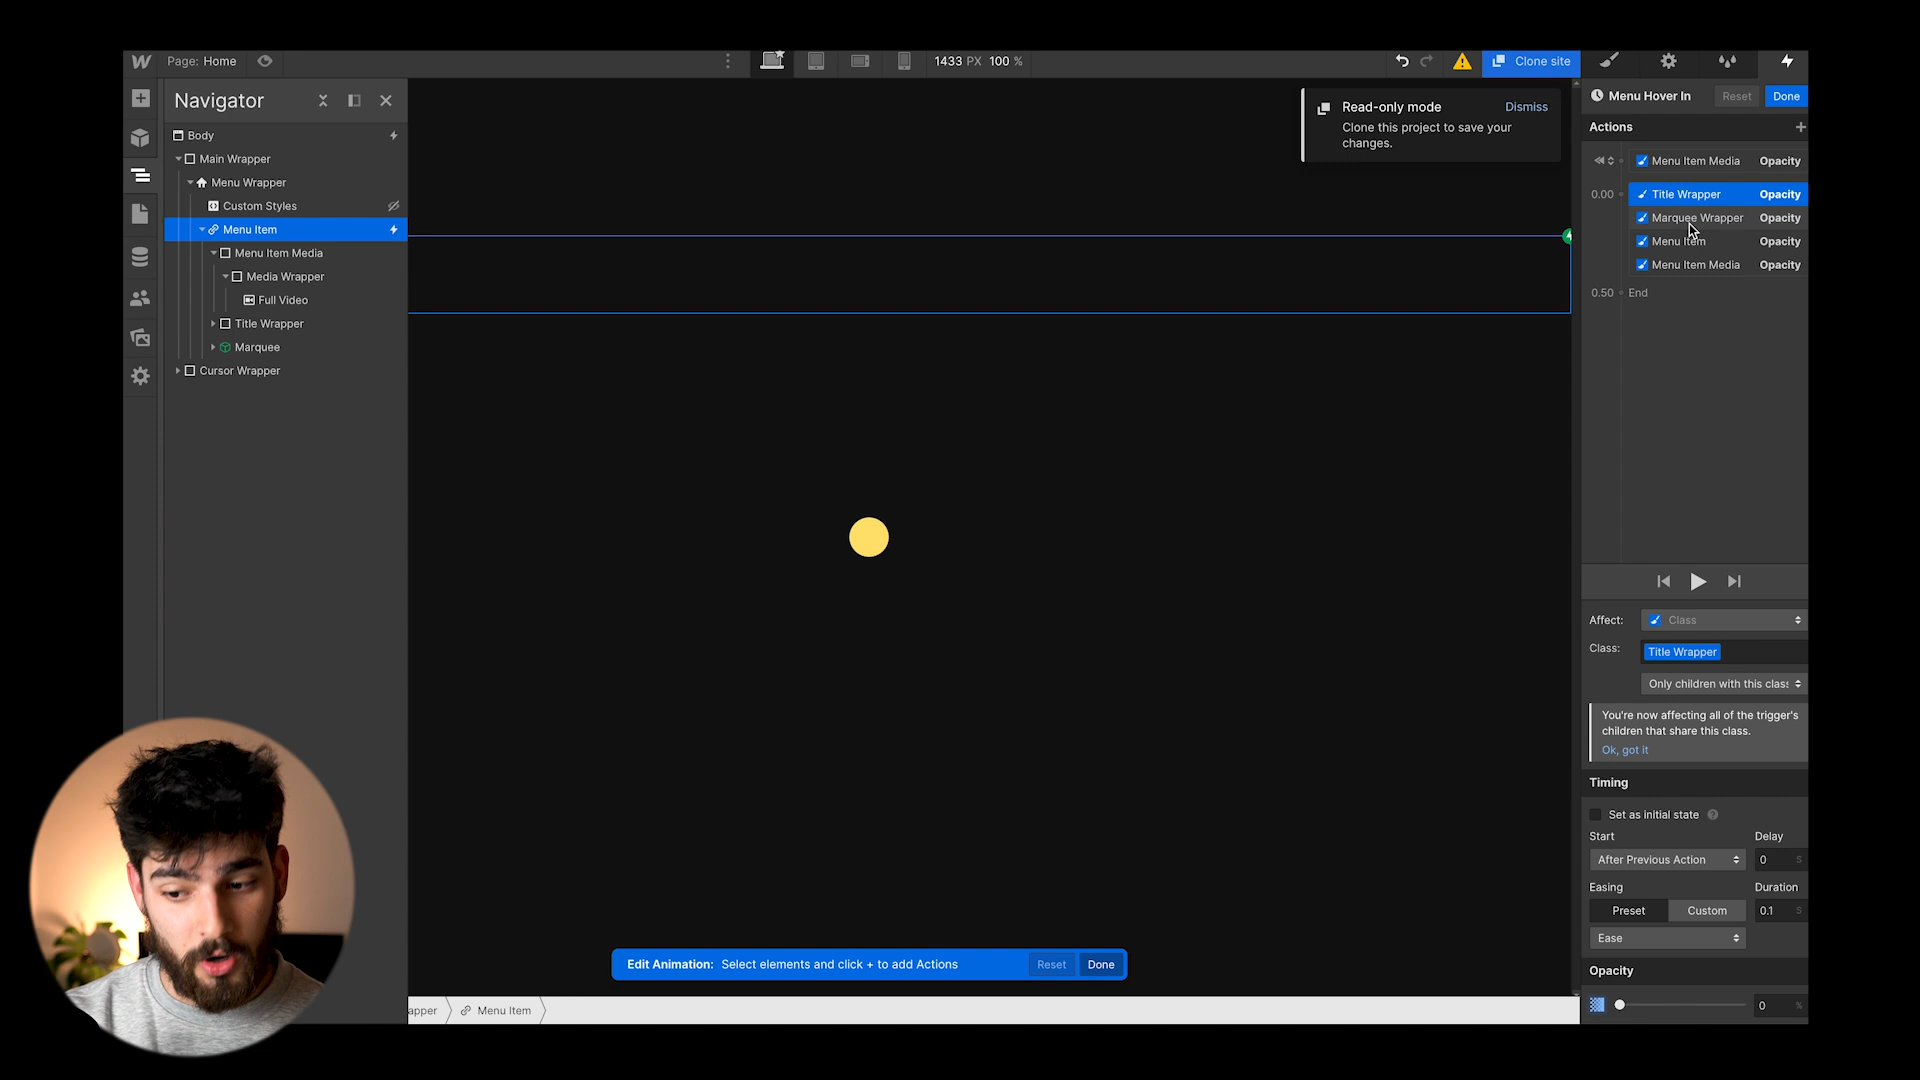 Page: Home
1433 PX 100 %
Clone site
Navigator
Body
Main Wrapper
Menu Wrapper
Custom Styles
Menu Item
Menu Item Media
Media Wrapper
Full Video
Title Wrapper
Marquee
Cursor Wrapper
Read-only mode
Dismiss
Clone this project to save your
changes.
Menu Hover In
Reset
Done
Actions
Menu Item Media Opacity
0.00 Title Wrapper Opacity
Marquee Wrapper Opacity
Menu Item Opacity
Menu Item Media Opacity
0.50 End
Affect: Class
Class: Title Wrapper
Only children with this class
You're now affecting all of the trigger's
children that share this class.
Ok, got it
Timing
Set as initial state ?
Start Delay
After Previous Action 0 S
Easing Duration
Preset Custom 0.1 S
Ease
Opacity
0 %
Edit Animation: Select elements and click + to add Actions Reset Done
apper Menu Item